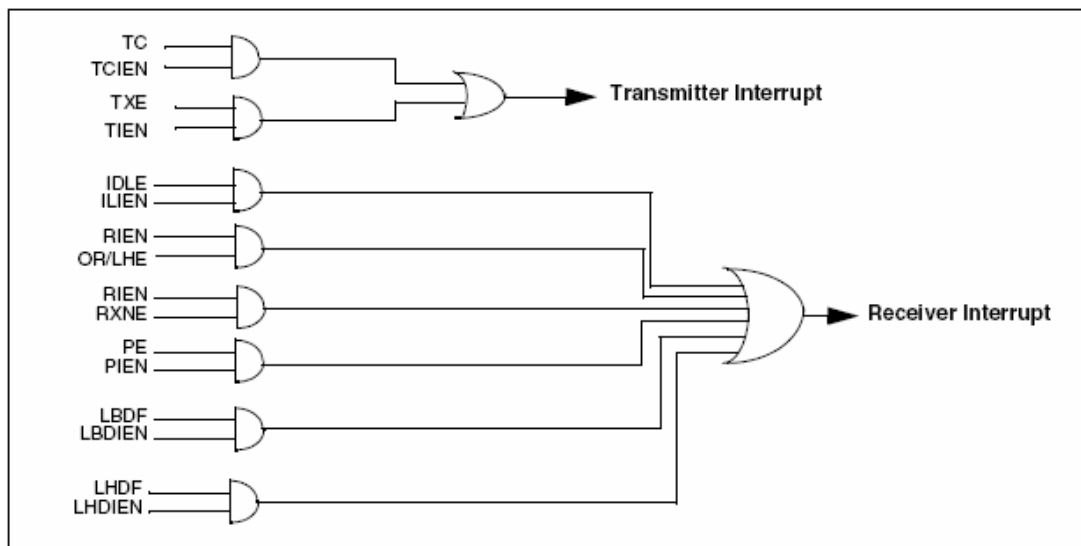 TC
TCIEN
TXE
TIEN
Transmitter Interrupt
IDLE
ILIEN
RIEN
OR/LHE
RIEN
RXNE
PE
PIEN
LBDF
LBDIEN
LHDF
LHDIEN
Receiver Interrupt